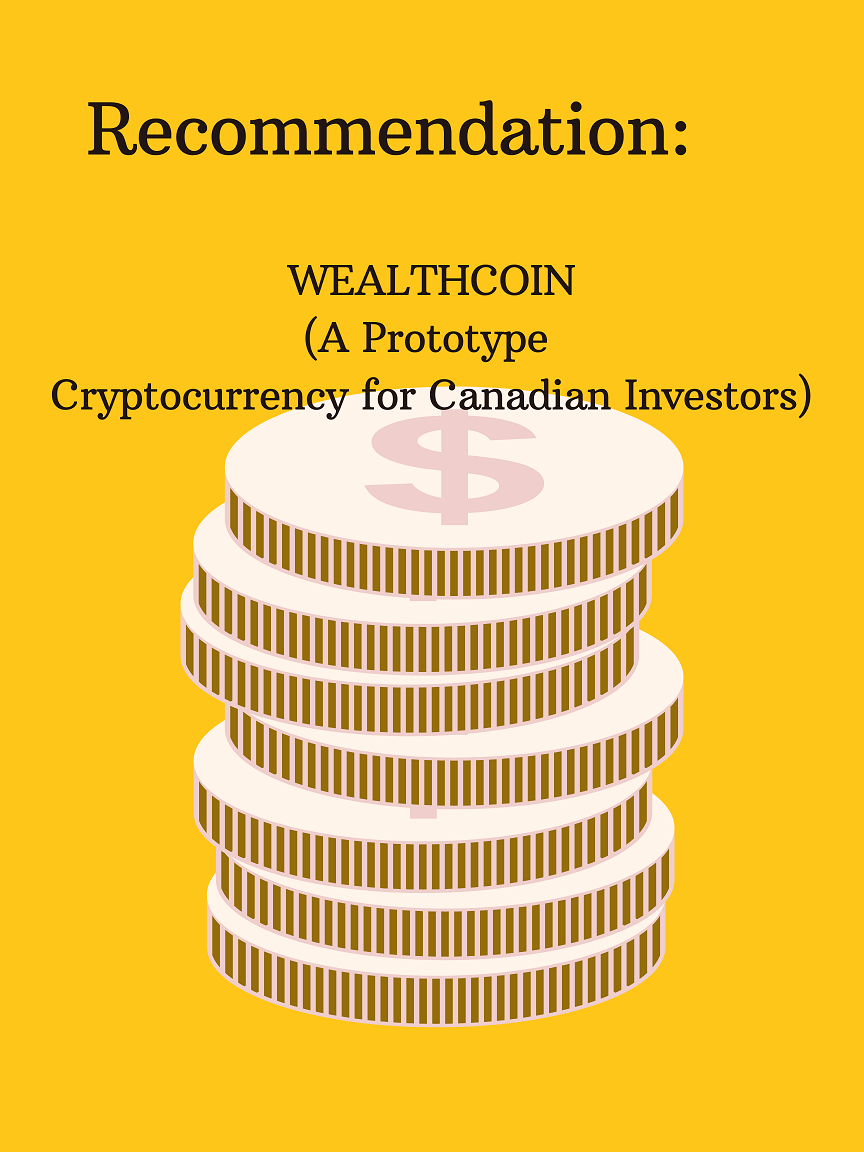 Recommendation:
WEALTHCOIN
(A Prototype
Cryptocurrency for Canadian Investors)
$